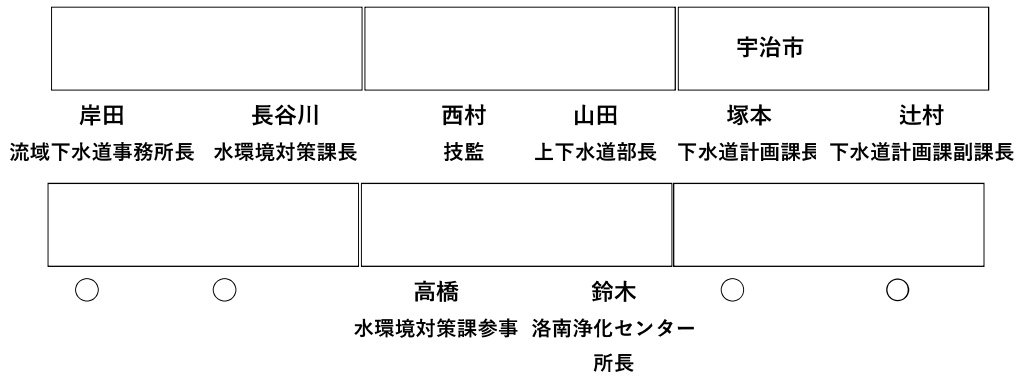 宇治市
岸田 長谷川 西村 山田 塚本 辻村
流域下水道事務所長 水環境対策課長 技監 上下水道部長 下水道計画課長 下水道計画課副課長
○ ○ 高橋 鈴木 ○ ○
水環境対策課参事 洛南浄化センター
所長